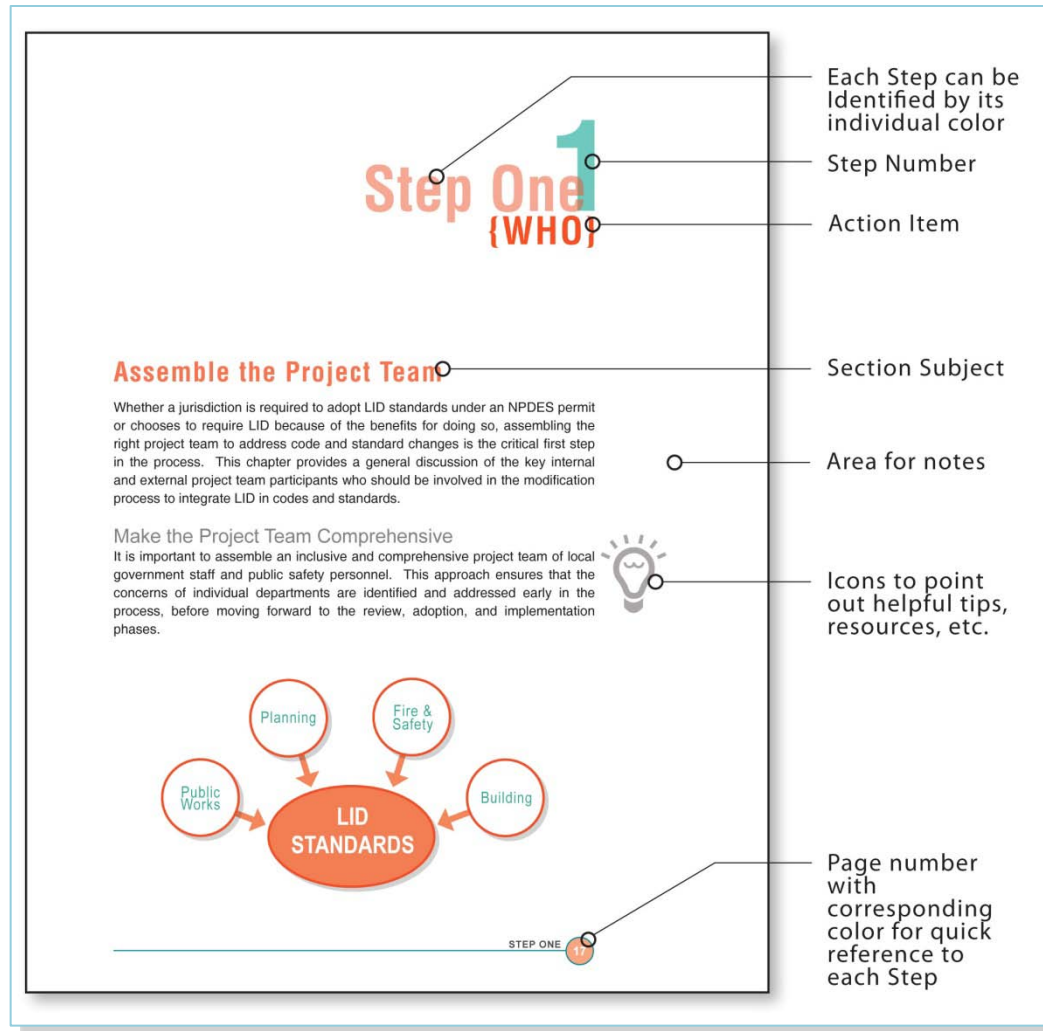 1
Step One
{WHO}
Assemble the Project Team
Whether a jurisdiction is required to adopt LID standards under an NPDES permit
or chooses to require LID because of the benefits for doing so, assembling the
right project team to address code and standard changes is the critical first step
in the process. This chapter provides a general discussion of the key internal
and external project team participants who should be involved in the modification
process to integrate LID in codes and standards.
Make the Project Team Comprehensive
It is important to assemble an inclusive and comprehensive project team of local
government staff and public safety personnel. This approach ensures that the
concerns of individual departments are identified and addressed early in the
process, before moving forward to the review, adoption, and implementation
phases.
Public
Works
Planning
Fire &
Safety
Building
LID
STANDARDS
STEP ONE
17
Each Step can be
Identified by its
individual color
Step Number
Action Item
Section Subject
Area for notes
Icons to point
out helpful tips,
resources, etc.
Page number
with
corresponding
color for quick
reference to
each Step